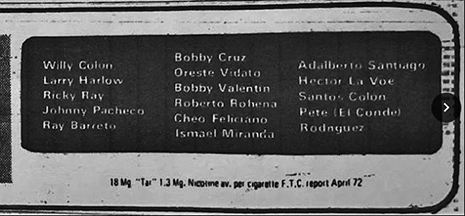 Willy Colon
Larry Harlow
Ricky Ray
Johnny Pacheco
Ray Barreto
Bobby Cruz
Oreste Vidato
Bobby Valentin
Roberto Rohena
Cheo Feliciano
Ismael Miranda
Adalberto Santiago
Hector La Voe
Santos Colon
Pete (El Conde)
Rodriguez
18 Mg. "Tar" 1.3 Mg. Nicotine av. per cigarette F.T.C. report April 72